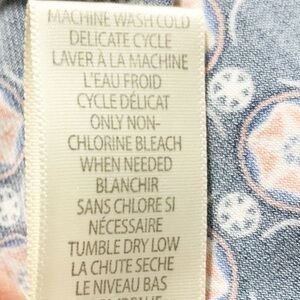 MACHINE WASH COLD
DELICATE CYCLE
LAVER À LA MACHINE
L'EAU FROID
CYCLE DÉLICAT
ONLY NON-
CHLORINE BLEACH
WHEN NEEDED
BLANCHIR
SANS CHLORE SI
NÉCESSAIRE
TUMBLE DRY LOW
LA CHUTE SECHE
LE NIVEAU BAS